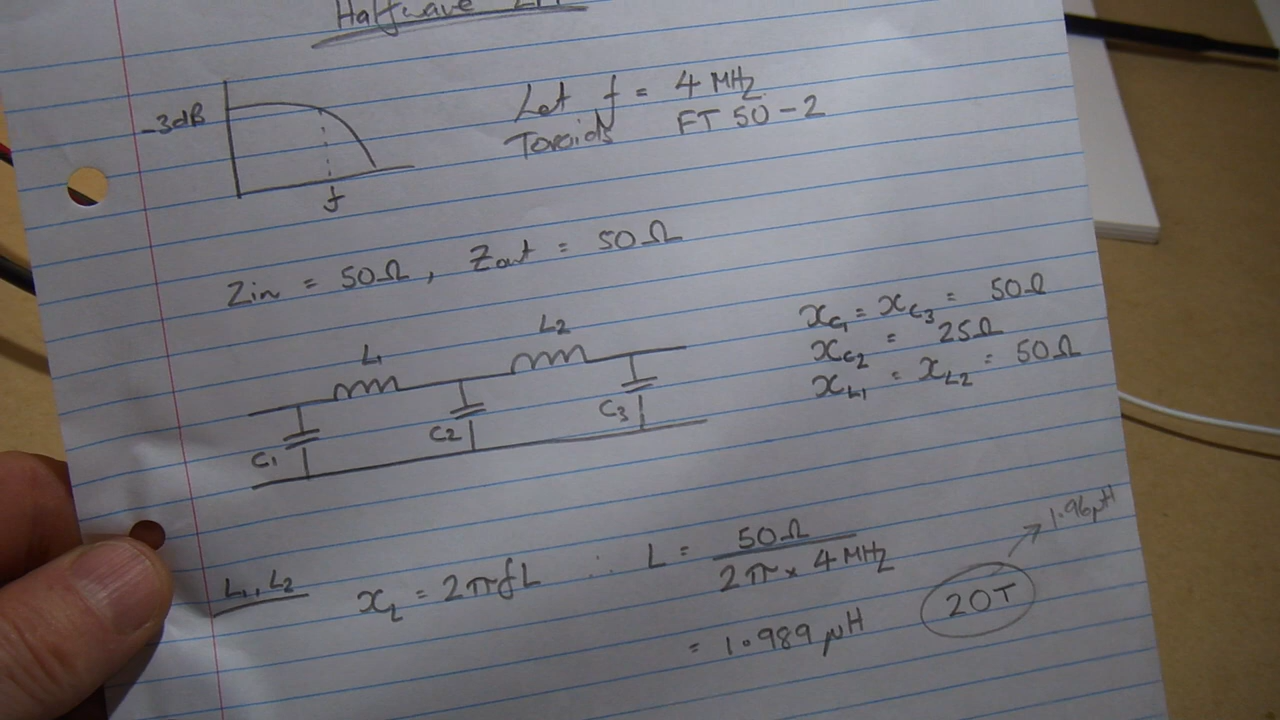 Halfwave LPF
-3dB
f
Let f = 4 MHz
Toroids FT 50-2
Zin = 50Ω, Zout = 50Ω
L1
L2
C1
C2
C3
xC1 = xC3 = 50Ω
xC2 = 25Ω
xL1 = xL2 = 50Ω
L1, L2
xL = 2πfL ∴ L = 50Ω / 2π × 4 MHz
= 1.989 μH
20T
1.96μH